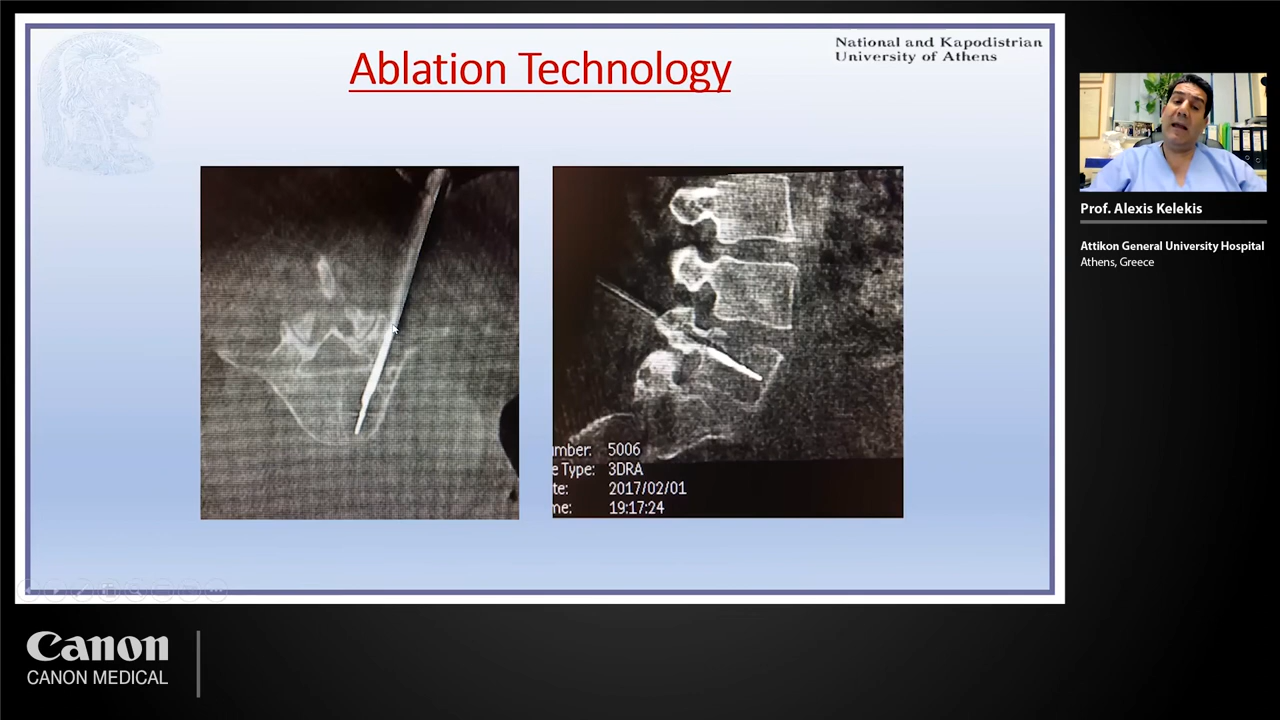 Ablation Technology
National and Kapodistrian
University of Athens
mber: 5006
e Type: 3DRA
te: 2017/02/01
me: 19:17:24
Prof. Alexis Kelekis
Attikon General University Hospital
Athens, Greece
Canon
CANON MEDICAL